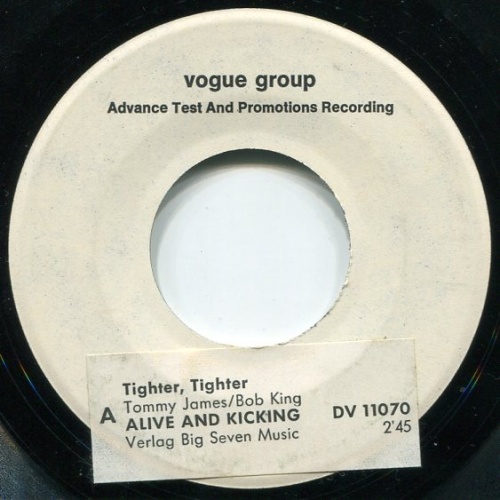 vogue group
Advance Test And Promotions Recording
Tighter, Tighter
Tommy James/Bob King
A ALIVE AND KICKING DV 11070
Verlag Big Seven Music 2'45